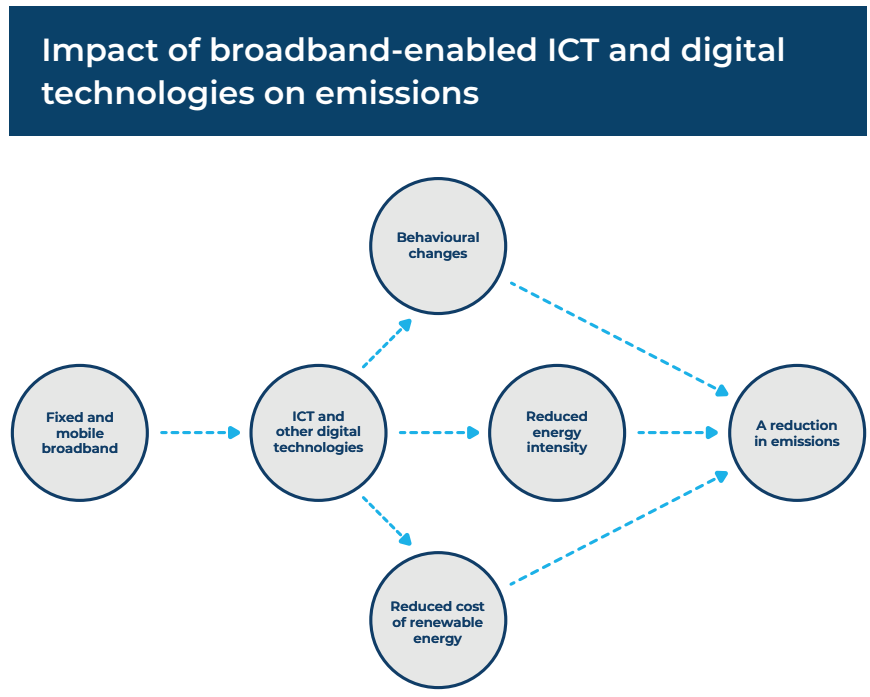 Impact of broadband-enabled ICT and digital
technologies on emissions
Behavioural
changes
Fixed and
mobile
broadband
ICT and
other digital
technologies
Reduced
energy
intensity
A reduction
in emissions
Reduced cost
of renewable
energy